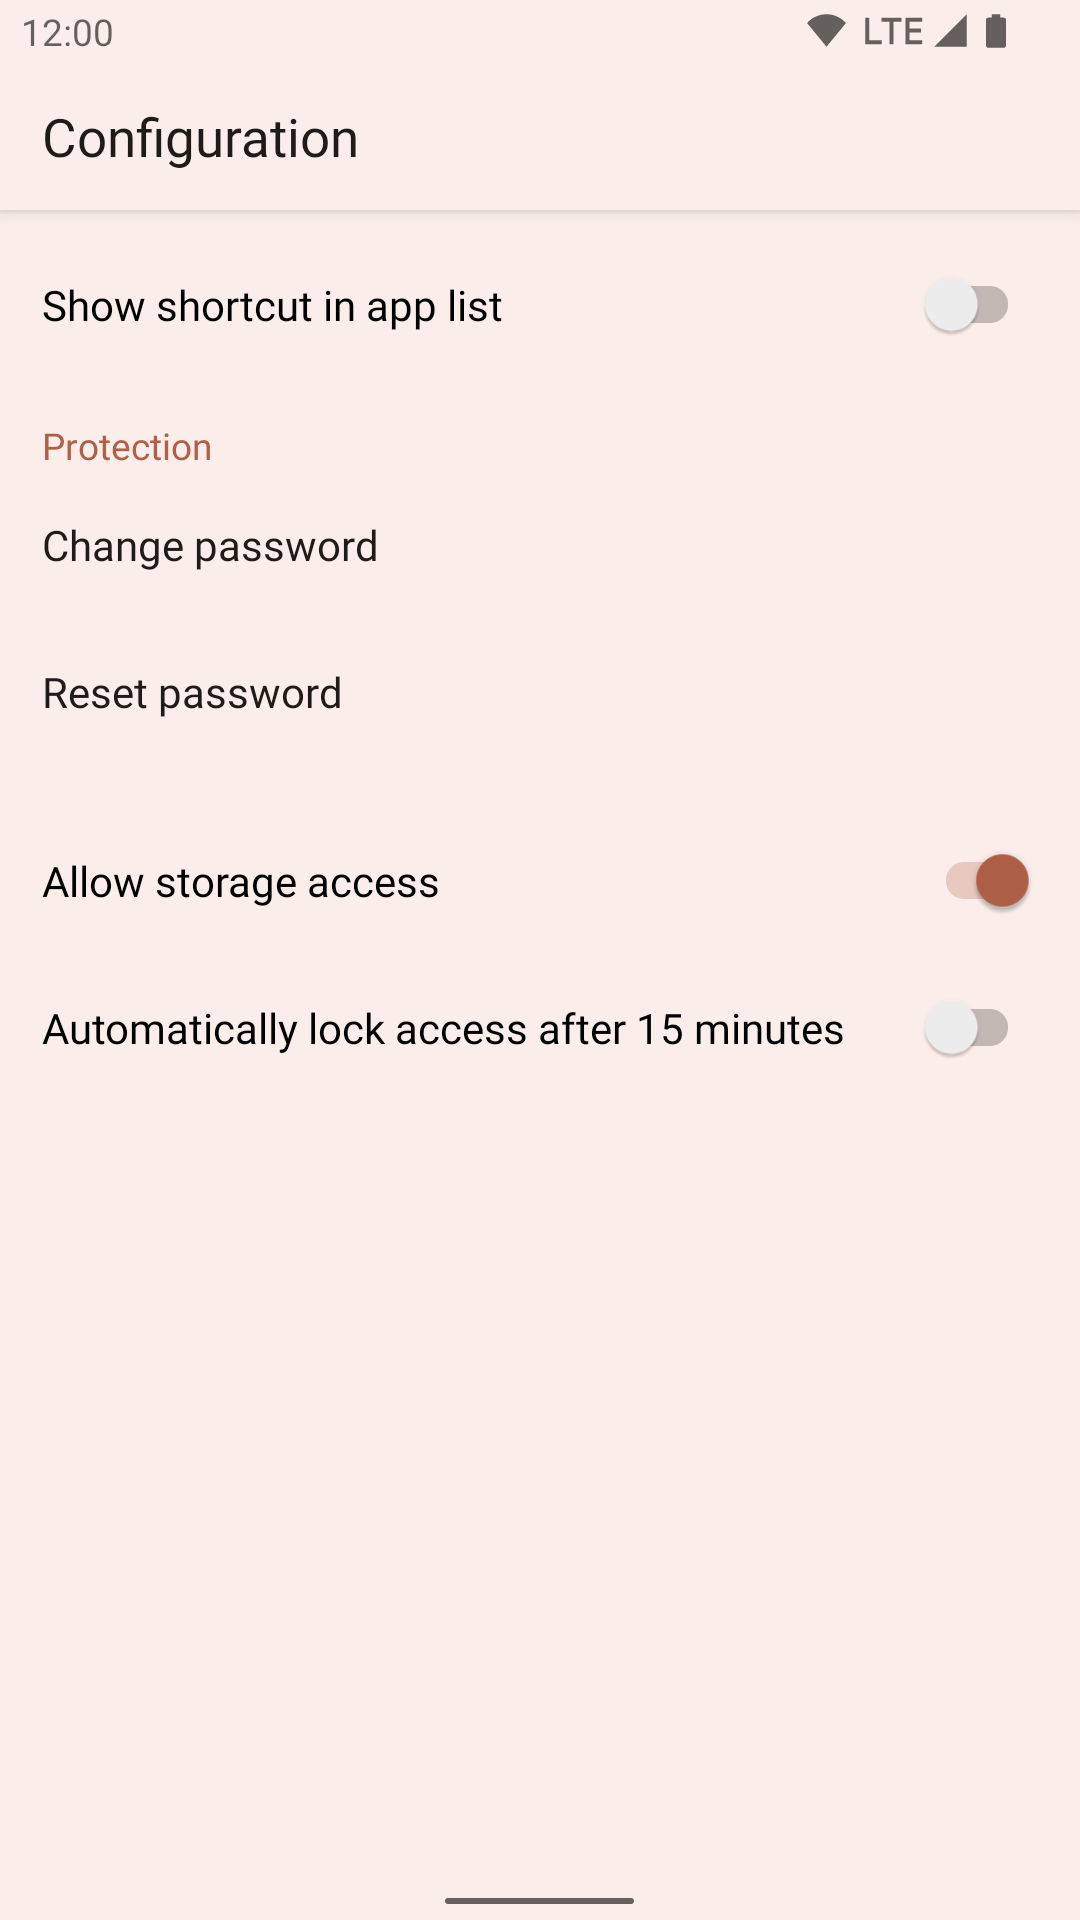 12:00 LTE
Configuration
Show shortcut in app list
Protection
Change password
Reset password
Allow storage access
Automatically lock access after 15 minutes